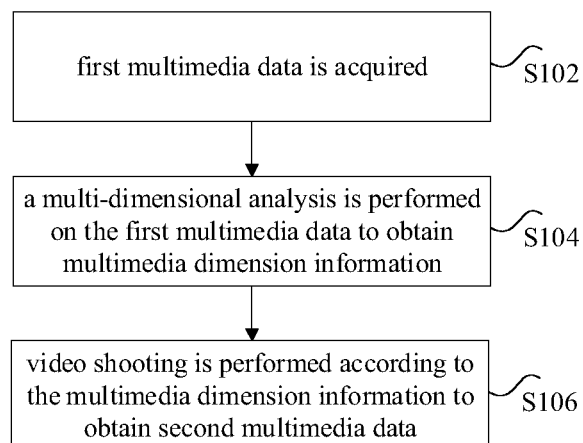 first multimedia data is acquired
S102
a multi-dimensional analysis is performed
on the first multimedia data to obtain
multimedia dimension information
S104
video shooting is performed according to
the multimedia dimension information to
obtain second multimedia data
S106